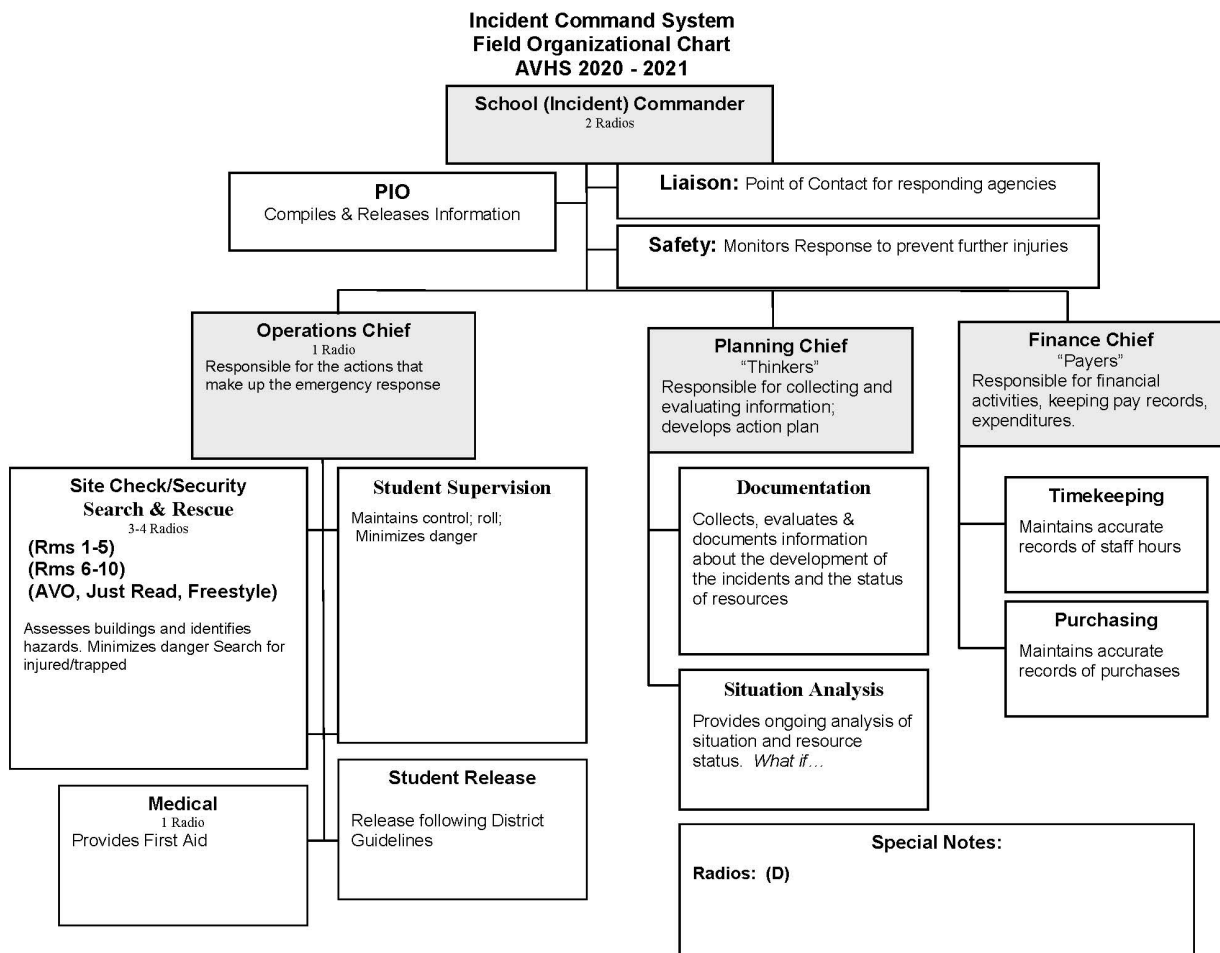 Incident Command System
Field Organizational Chart
AVHS 2020 - 2021
School (Incident) Commander
2 Radios
PIO
Compiles & Releases Information
Liaison: Point of Contact for responding agencies
Safety: Monitors Response to prevent further injuries
Operations Chief
1 Radio
Responsible for the actions that
make up the emergency response
Planning Chief
“Thinkers”
Responsible for collecting and
evaluating information;
develops action plan
Finance Chief
“Payers”
Responsible for financial
activities, keeping pay records,
expenditures.
Site Check/Security
Search & Rescue
3-4 Radios
(Rms 1-5)
(Rms 6-10)
(AVO, Just Read, Freestyle)
Assesses buildings and identifies
hazards. Minimizes danger Search for
injured/trapped
Student Supervision
Maintains control; roll;
Minimizes danger
Documentation
Collects, evaluates &
documents information
about the development of
the incidents and the status
of resources
Timekeeping
Maintains accurate
records of staff hours
Purchasing
Maintains accurate
records of purchases
Situation Analysis
Provides ongoing analysis of
situation and resource
status. What if…
Medical
1 Radio
Provides First Aid
Student Release
Release following District
Guidelines
Special Notes:
Radios: (D)